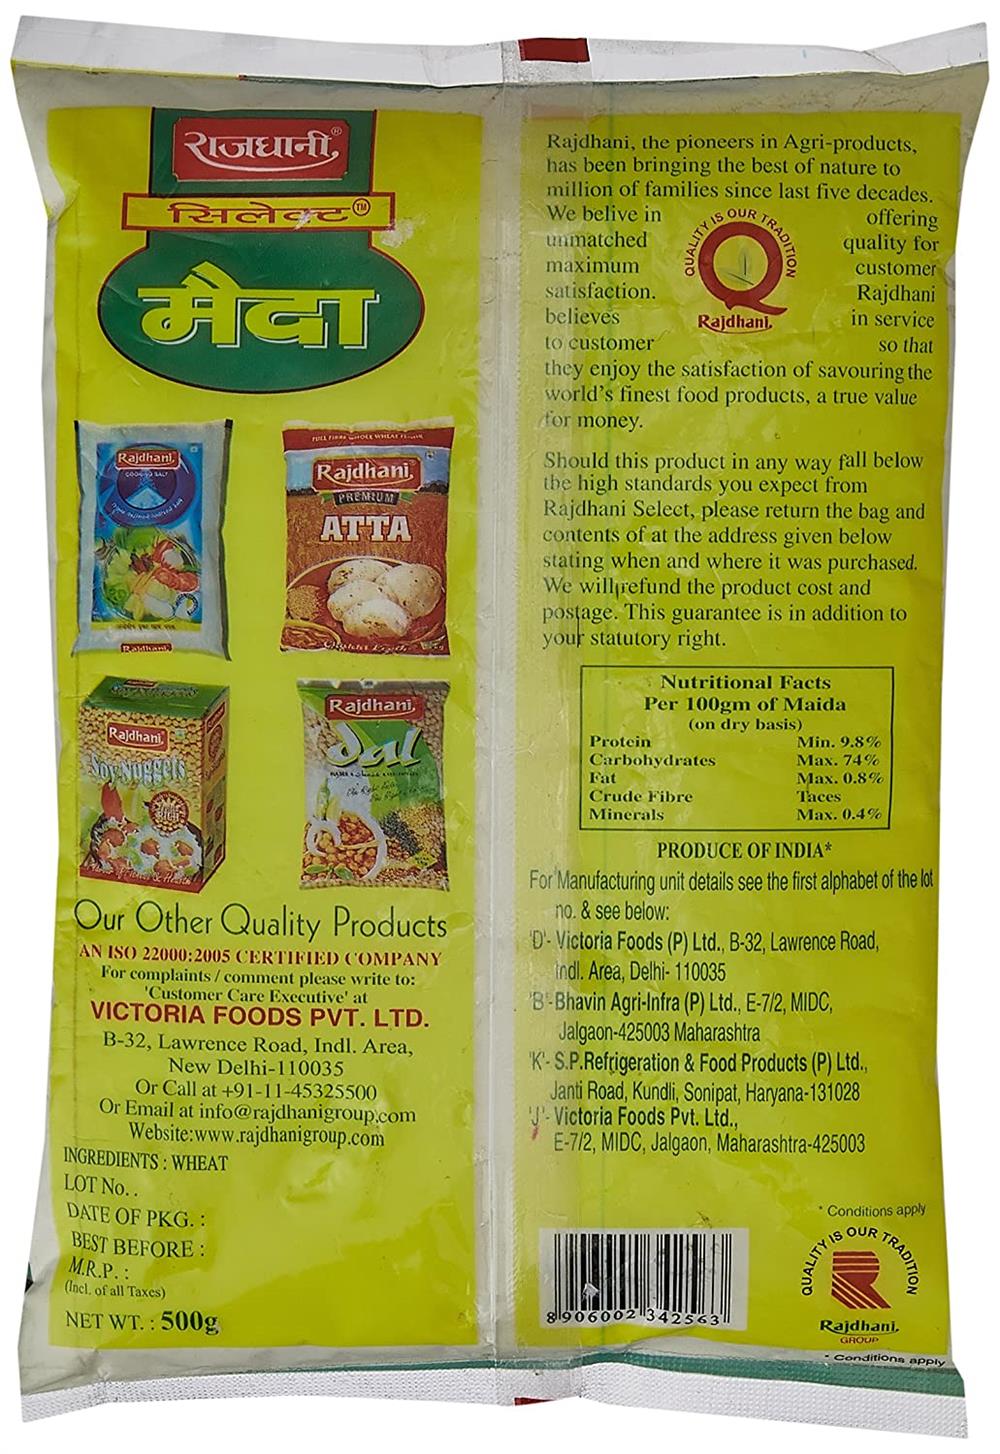 राजधानी®
सिलेक्ट™
मैदा
Rajdhani
COOKING SALT
Rajdhani
FULL FIBRE WHOLE WHEAT FLOUR
Rajdhani
PREMIUM
ATTA
Rajdhani
Soy Nuggets
Rajdhani
dal
Our Other Quality Products
AN ISO 22000:2005 CERTIFIED COMPANY
For complaints / comment please write to:
'Customer Care Executive' at
VICTORIA FOODS PVT. LTD.
B-32, Lawrence Road, Indl. Area,
New Delhi-110035
Or Call at +91-11-45325500
Or Email at info@rajdhanigroup.com
Website:www.rajdhanigroup.com
INGREDIENTS : WHEAT
LOT No. .
DATE OF PKG. :
BEST BEFORE :
M.R.P. :
(Incl. of all Taxes)
NET WT. : 500g
Rajdhani, the pioneers in Agri-products,
has been bringing the best of nature to
million of families since last five decades.
We belive in offering
unmatched quality for
maximum customer
satisfaction. Rajdhani
believes in service
to customer so that
they enjoy the satisfaction of savouring the
world's finest food products, a true value
for money.
QUALITY IS OUR TRADITION
Rajdhani
Should this product in any way fall below
the high standards you expect from
Rajdhani Select, please return the bag and
contents of at the address given below
stating when and where it was purchased.
We will refund the product cost and
postage. This guarantee is in addition to
your statutory right.
Nutritional Facts
Per 100gm of Maida
(on dry basis)
Protein Min. 9.8%
Carbohydrates Max. 74%
Fat Max. 0.8%
Crude Fibre Taces
Minerals Max. 0.4%
PRODUCE OF INDIA*
For Manufacturing unit details see the first alphabet of the lot
no. & see below:
'D'- Victoria Foods (P) Ltd., B-32, Lawrence Road,
Indl. Area, Delhi- 110035
'B'- Bhavin Agri-Infra (P) Ltd., E-7/2, MIDC,
Jalgaon-425003 Maharashtra
'K'- S.P.Refrigeration & Food Products (P) Ltd.,
Janti Road, Kundli, Sonipat, Haryana-131028
'J'- Victoria Foods Pvt. Ltd.,
E-7/2, MIDC, Jalgaon, Maharashtra-425003
* Conditions apply
8 906002 342563
QUALITY IS OUR TRADITION
Rajdhani
GROUP
* Conditions apply